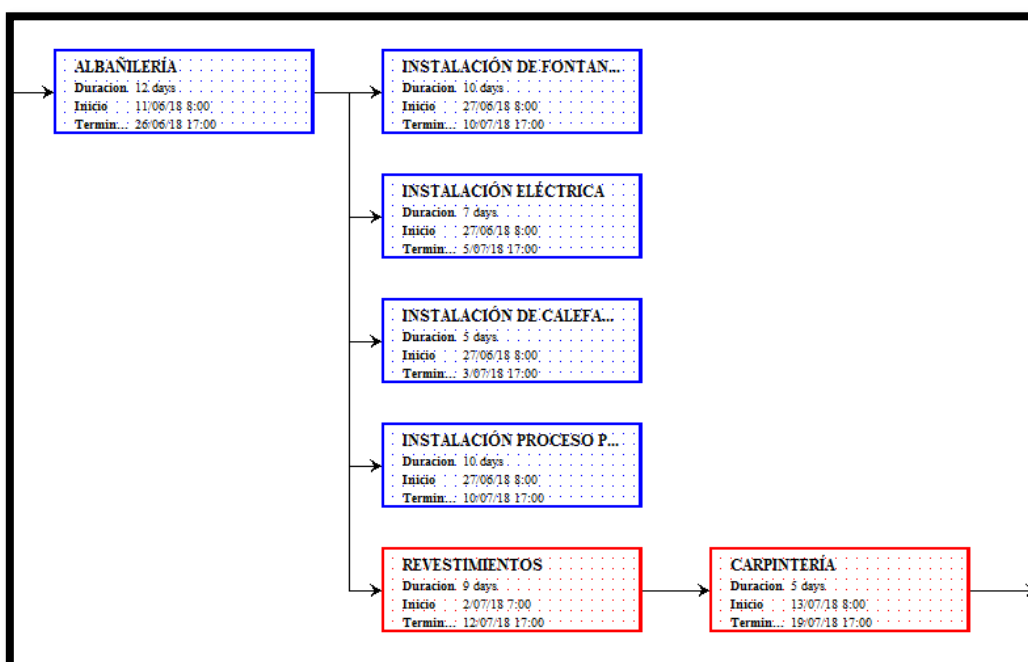 ALBAÑILERÍA
Duracion 12 days
Inicio 11/06/18 8:00
Termin...: 26/06/18 17:00
INSTALACIÓN DE FONTAN...
Duracion 10 days
Inicio 27/06/18 8:00
Termin...: 10/07/18 17:00
INSTALACIÓN ELÉCTRICA
Duracion 7 days
Inicio 27/06/18 8:00
Termin...: 5/07/18 17:00
INSTALACIÓN DE CALEFA...
Duracion 5 days
Inicio 27/06/18 8:00
Termin...: 3/07/18 17:00
INSTALACIÓN PROCESO P...
Duracion 10 days
Inicio 27/06/18 8:00
Termin...: 10/07/18 17:00
REVESTIMIENTOS
Duracion 9 days
Inicio 2/07/18 7:00
Termin...: 12/07/18 17:00
CARPINTERÍA
Duracion 5 days
Inicio 13/07/18 8:00
Termin...: 19/07/18 17:00